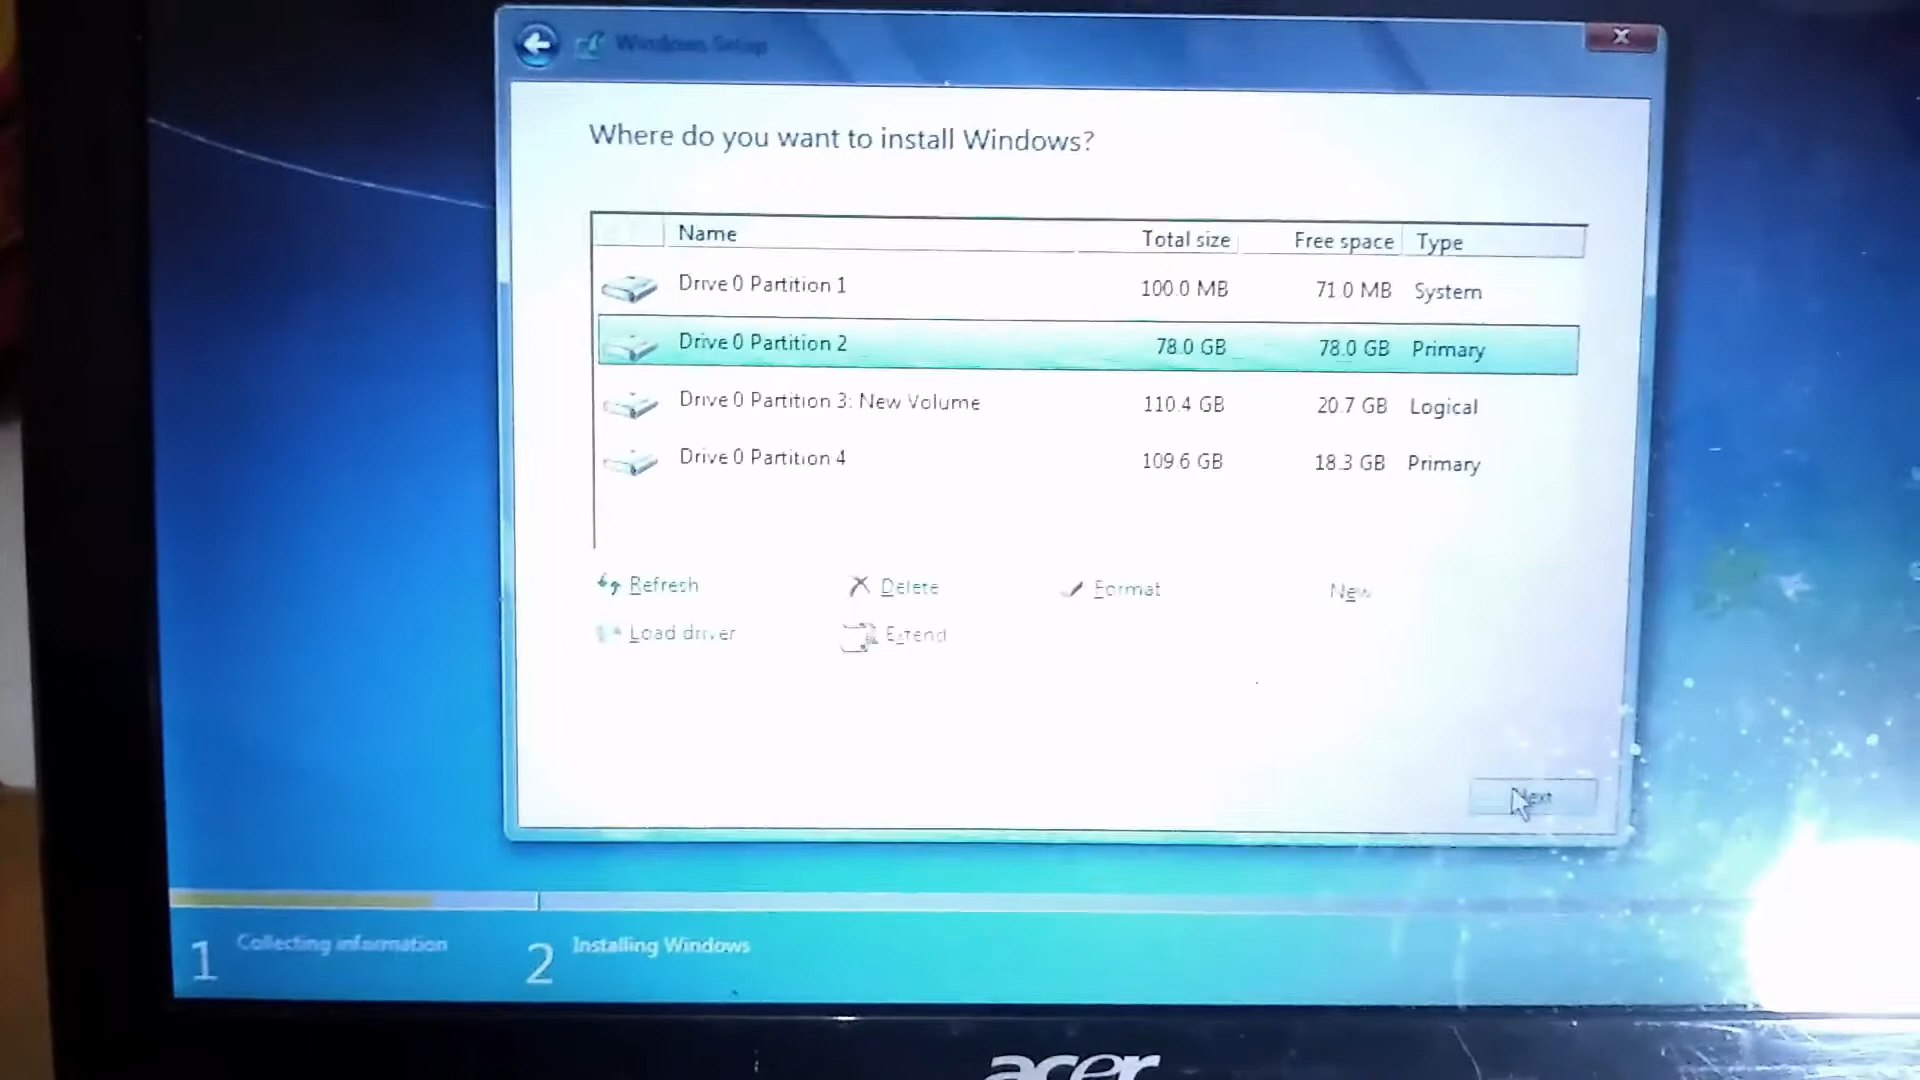 Windows Setup
Where do you want to install Windows?
Name Total size Free space Type
Drive 0 Partition 1 100.0 MB 71.0 MB System
Drive 0 Partition 2 78.0 GB 78.0 GB Primary
Drive 0 Partition 3: New Volume 110.4 GB 20.7 GB Logical
Drive 0 Partition 4 109.6 GB 18.3 GB Primary
Refresh Delete Format New
Load driver Extend
Next
1 Collecting information 2 Installing Windows
acer